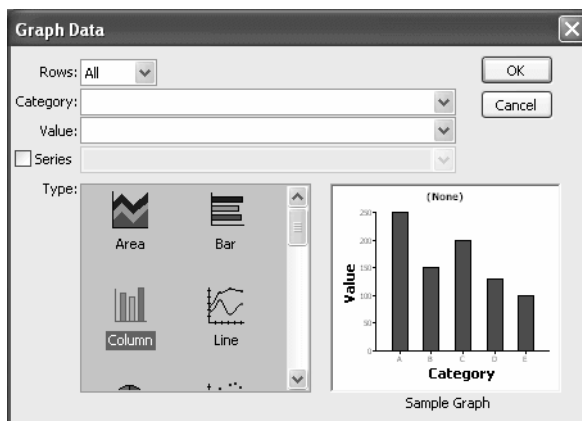 Graph Data
Rows: All
OK
Category:
Cancel
Value:
Series
Type:
Area
Bar
Column
Line
(None)
Value
250
200
150
100
50
0
A B C D E
Category
Sample Graph